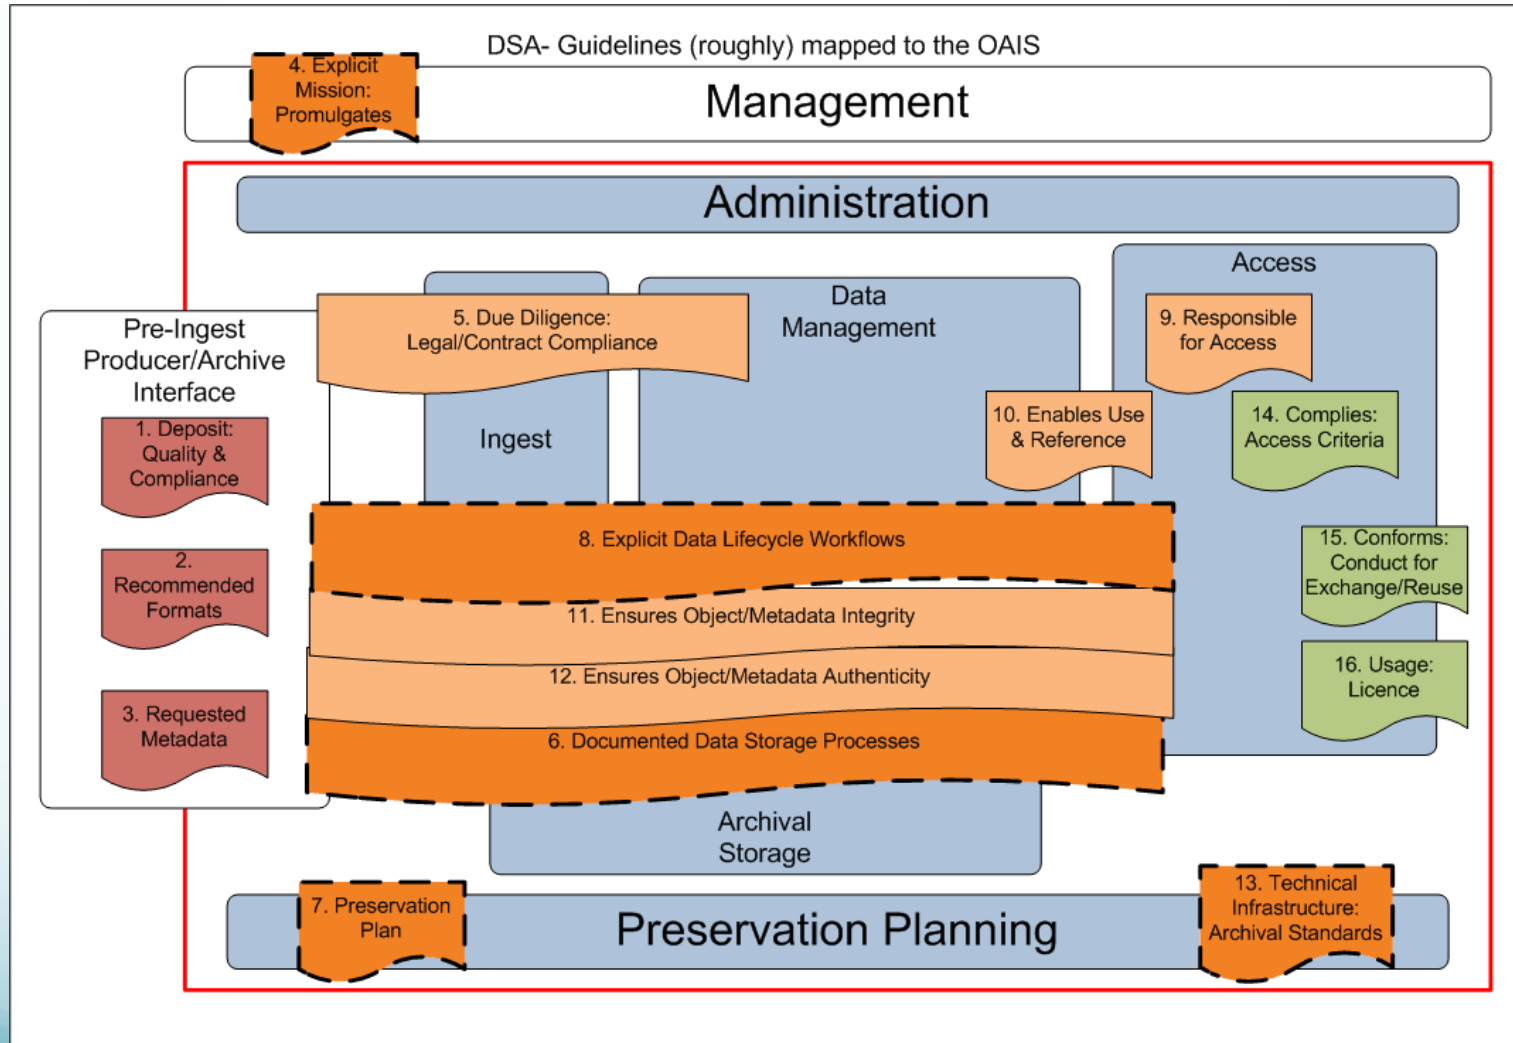 DSA- Guidelines (roughly) mapped to the OAIS
4. Explicit
Mission:
Promulgates
Management
Administration
Access
Data
Management
Pre-Ingest
Producer/Archive
Interface
5. Due Diligence:
Legal/Contract Compliance
9. Responsible
for Access
1. Deposit:
Quality &
Compliance
Ingest
10. Enables Use
& Reference
14. Complies:
Access Criteria
8. Explicit Data Lifecycle Workflows
2.
Recommended
Formats
15. Conforms:
Conduct for
Exchange/Reuse
11. Ensures Object/Metadata Integrity
12. Ensures Object/Metadata Authenticity
16. Usage:
Licence
3. Requested
Metadata
6. Documented Data Storage Processes
Archival
Storage
7. Preservation
Plan
Preservation Planning
13. Technical
Infrastructure:
Archival Standards